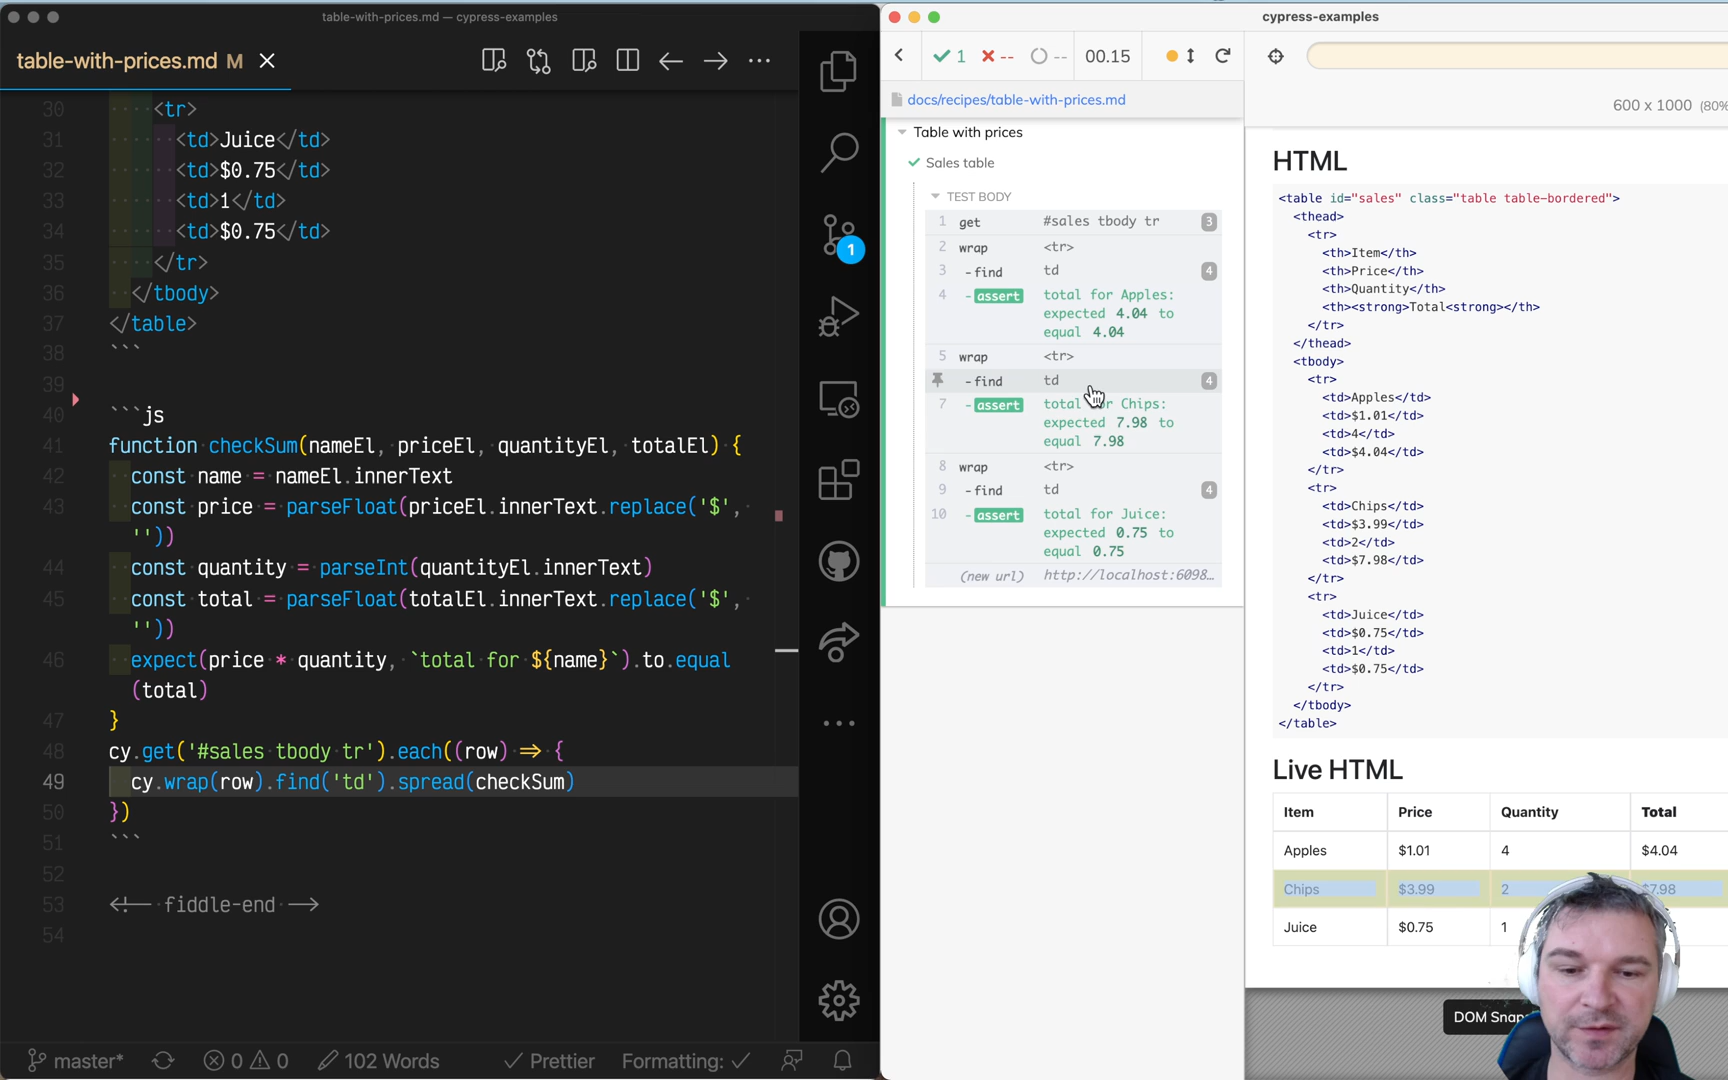 table-with-prices.md — cypress-examples
table-with-prices.md M
30 <tr>
31 <td>Juice</td>
32 <td>$0.75</td>
33 <td>1</td>
34 <td>$0.75</td>
35 </tr>
36 </tbody>
37 </table>
38 ```
39
40 ```js
41 function checkSum(nameEl, priceEl, quantityEl, totalEl) {
42 const name = nameEl.innerText
43 const price = parseFloat(priceEl.innerText.replace('$',
''))
44 const quantity = parseInt(quantityEl.innerText)
45 const total = parseFloat(totalEl.innerText.replace('$',
''))
46 expect(price * quantity, `total for ${name}`).to.equal
(total)
47 }
48 cy.get('#sales tbody tr').each((row) => {
49 cy.wrap(row).find('td').spread(checkSum)
50 })
51 ```
52
53 <!-- fiddle-end -->
54
1
master*
0 0
102 Words
Prettier
Formatting:
cypress-examples
1 -- -- 00.15
docs/recipes/table-with-prices.md
Table with prices
Sales table
TEST BODY
1 get #sales tbody tr 3
2 wrap <tr>
3 -find td 4
4 -assert total for Apples:
expected 4.04 to
equal 4.04
5 wrap <tr>
-find td 4
7 -assert total for Chips:
expected 7.98 to
equal 7.98
8 wrap <tr>
9 -find td 4
10 -assert total for Juice:
expected 0.75 to
equal 0.75
(new url) http://localhost:6098…
600 x 1000 (80%
HTML
<table id="sales" class="table table-bordered">
<thead>
<tr>
<th>Item</th>
<th>Price</th>
<th>Quantity</th>
<th><strong>Total<strong></th>
</tr>
</thead>
<tbody>
<tr>
<td>Apples</td>
<td>$1.01</td>
<td>4</td>
<td>$4.04</td>
</tr>
<tr>
<td>Chips</td>
<td>$3.99</td>
<td>2</td>
<td>$7.98</td>
</tr>
<tr>
<td>Juice</td>
<td>$0.75</td>
<td>1</td>
<td>$0.75</td>
</tr>
</tbody>
</table>
Live HTML
Item Price Quantity Total
Apples $1.01 4 $4.04
Chips $3.99 2 $7.98
Juice $0.75 1
DOM Snap